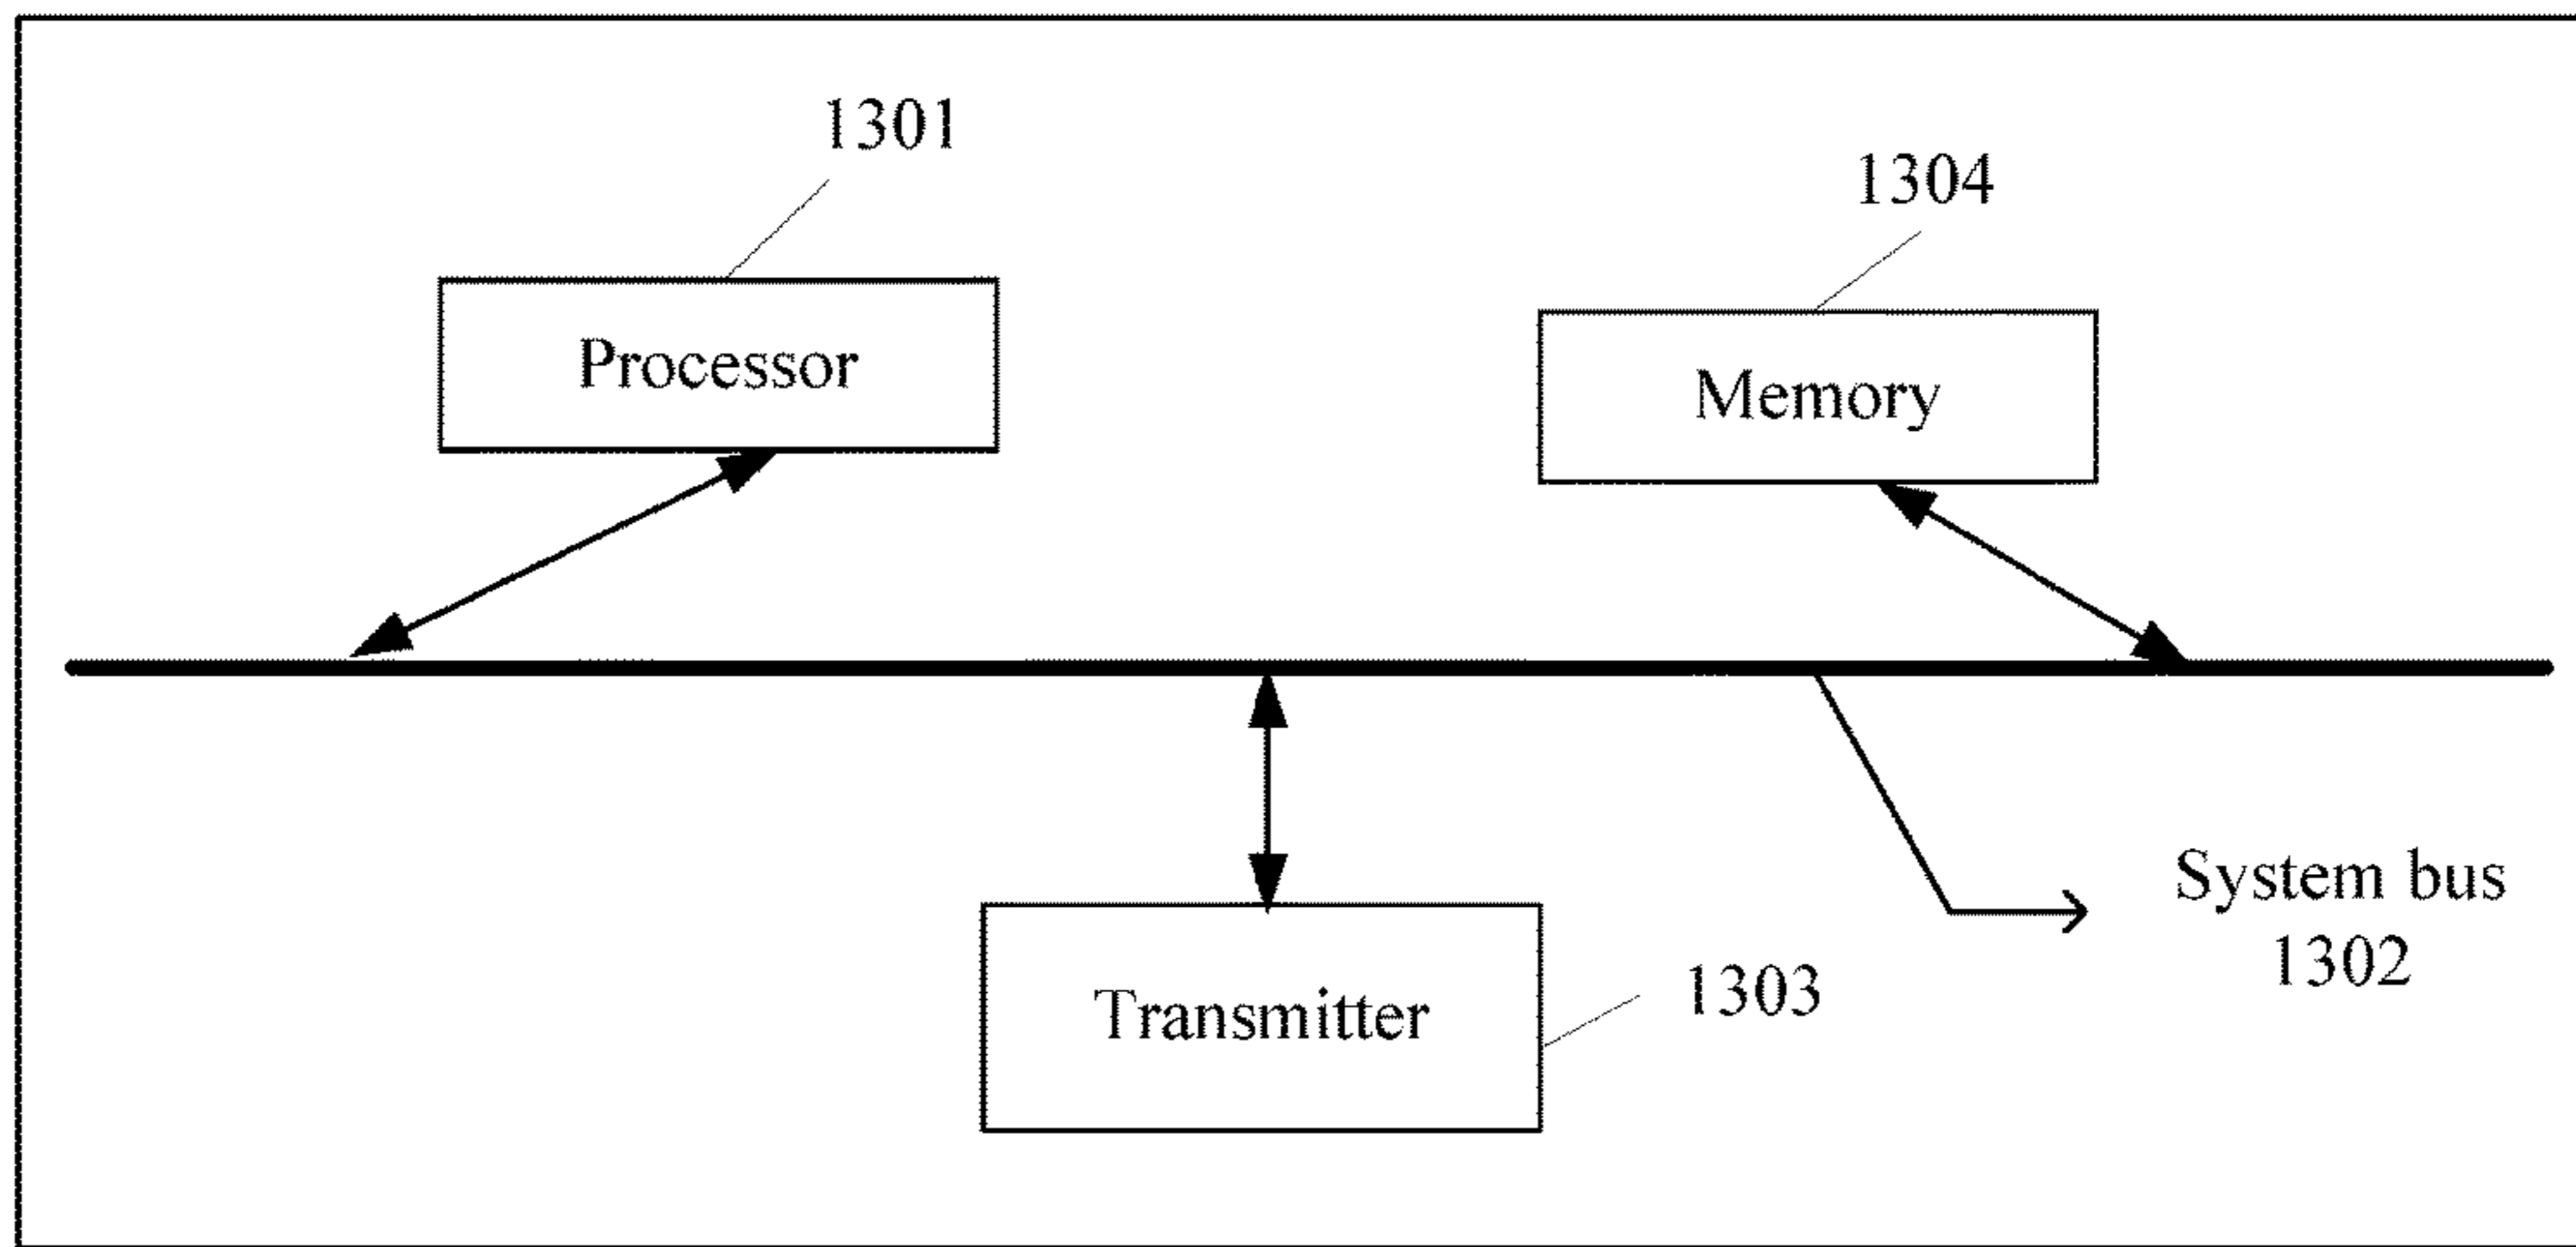 1301
1304
Processor
Memory
System bus
1302
Transmitter
1303